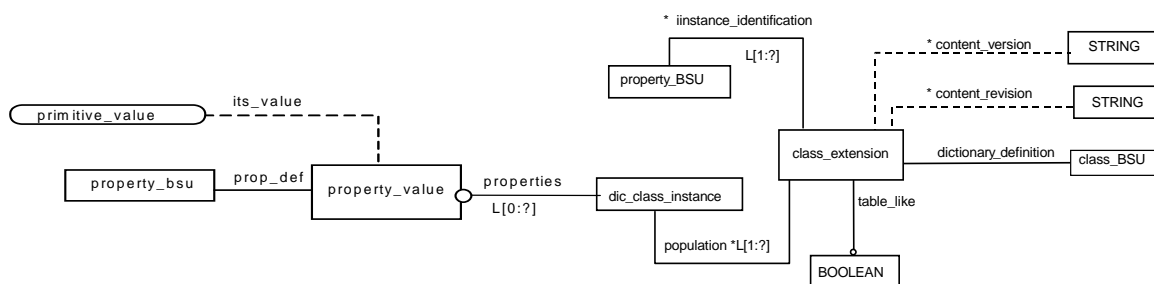 * iinstance_identification
L[1:?]
property_BSU
* content_version
STRING
* content_revision
STRING
its_value
primitive_value
class_extension
dictionary_definition
class_BSU
property_bsu
prop_def
property_value
properties
L[0:?]
dic_class_instance
table_like
population *L[1:?]
BOOLEAN